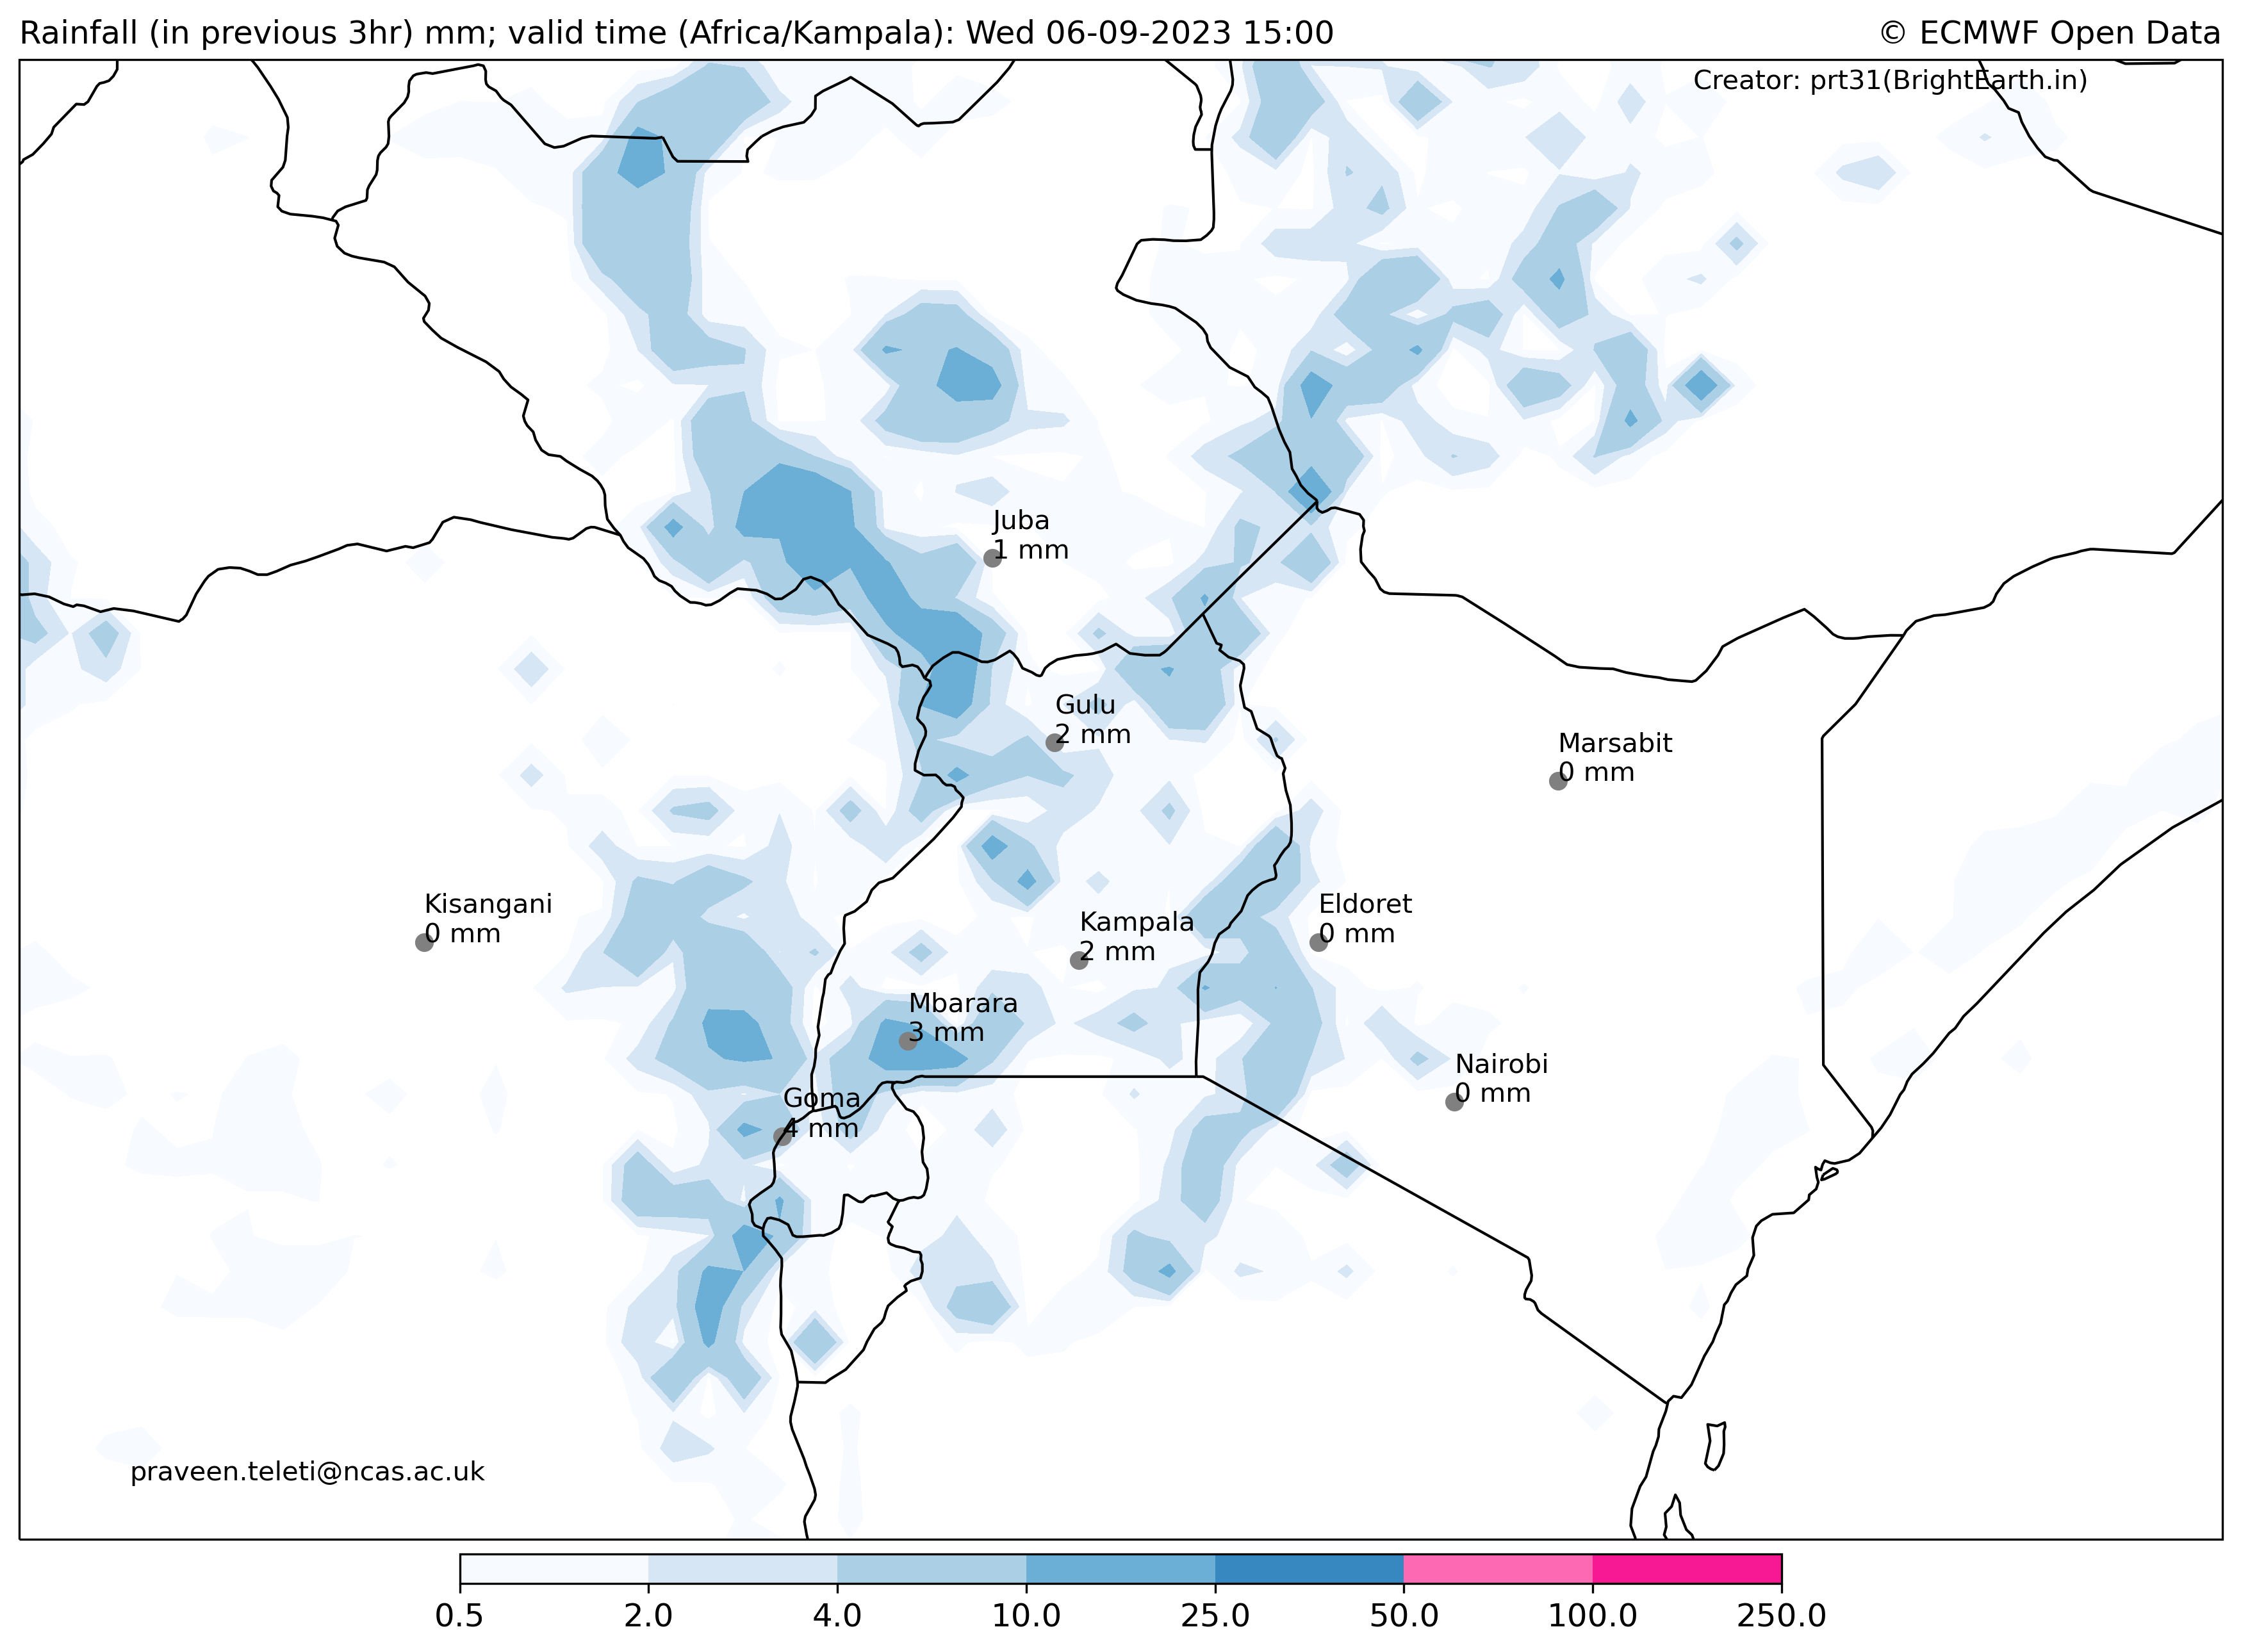 Rainfall (in previous 3hr) mm; valid time (Africa/Kampala): Wed 06-09-2023 15:00
© ECMWF Open Data
Creator: prt31(BrightEarth.in)
Juba
1 mm
Gulu
2 mm
Marsabit
0 mm
Kisangani
0 mm
Eldoret
0 mm
Kampala
2 mm
Mbarara
3 mm
Nairobi
0 mm
Goma
4 mm
praveen.teleti@ncas.ac.uk
0.5 2.0 4.0 10.0 25.0 50.0 100.0 250.0